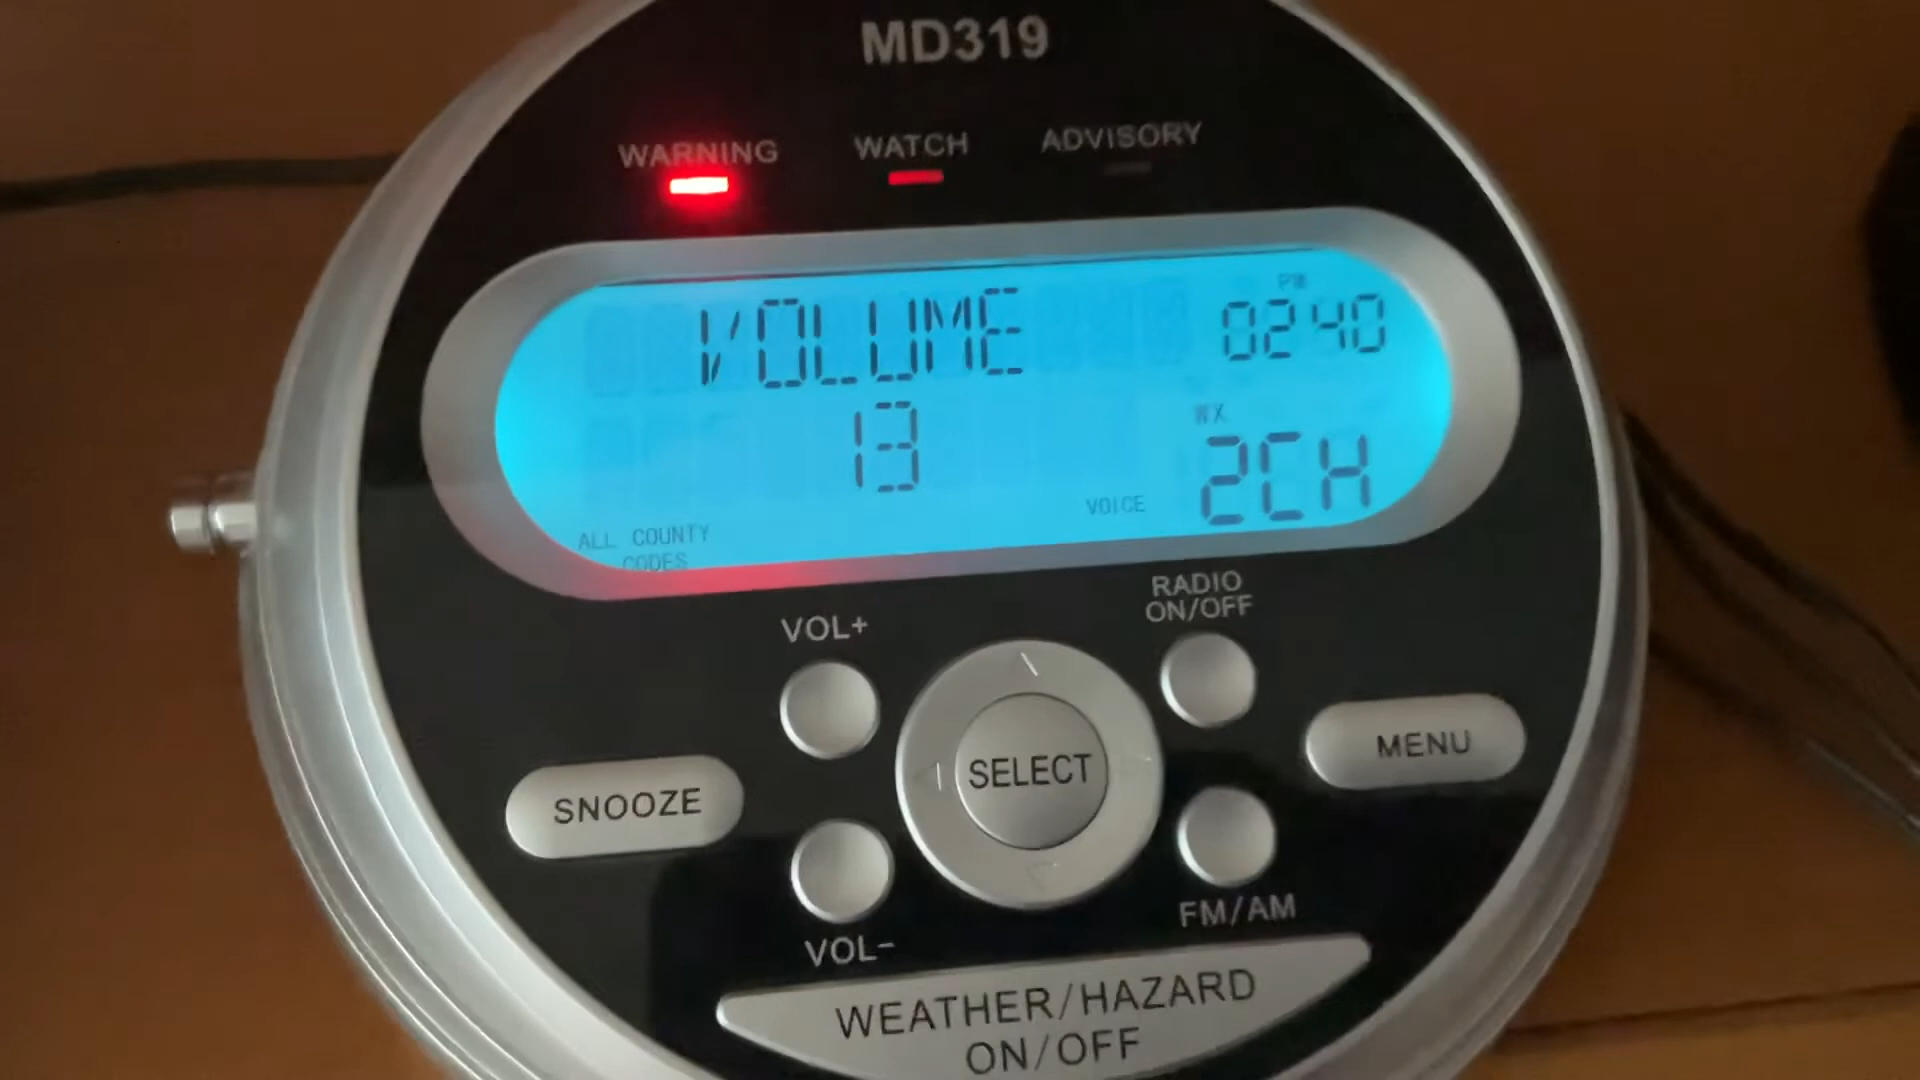 MD319
WARNING WATCH ADVISORY
VOLUME
PM
0240
13
WX
2CH
VOICE
ALL COUNTY
CODES
VOL+
RADIO
ON/OFF
SELECT
MENU
SNOOZE
VOL-
FM/AM
WEATHER/HAZARD
ON/OFF